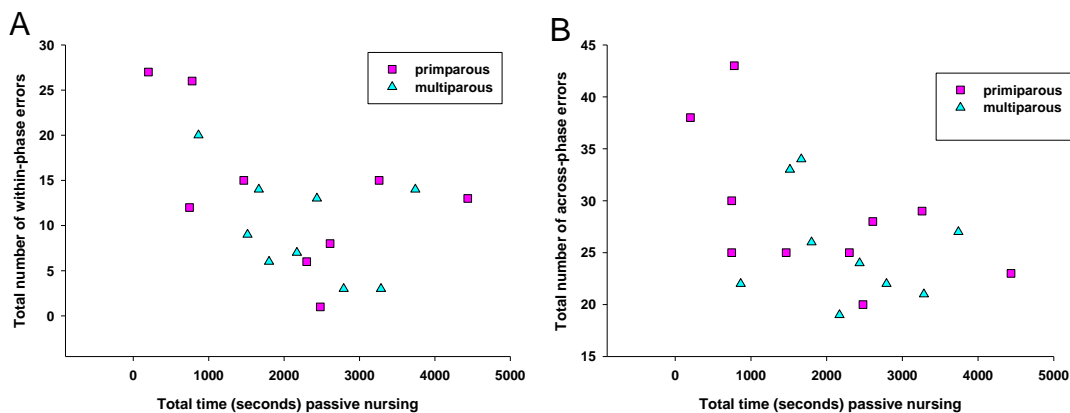 A
Total number of within-phase errors
30
25
20
15
10
5
0
primparous
multiparous
0 1000 2000 3000 4000 5000
Total time (seconds) passive nursing
B
Total number of across-phase errors
45
40
35
30
25
20
15
primiparous
multiparous
0 1000 2000 3000 4000 5000
Total time (seconds) passive nursing